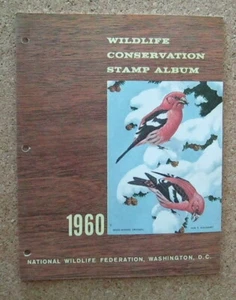 WILDLIFE
CONSERVATION
STAMP ALBUM
1960
NATIONAL WILDLIFE FEDERATION, WASHINGTON, D.C.